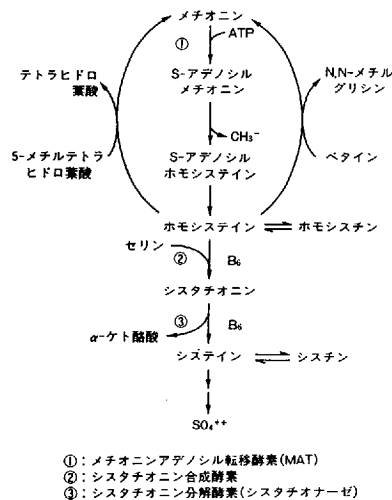 メチオニン
① ATP
テトラヒドロ
葉酸
S-アデノシル
メチオニン
N,N-メチル
グリシン
CH₃⁻
5-メチルテトラ
ヒドロ葉酸
S-アデノシル
ホモシステイン
ベタイン
ホモシステイン ⇌ ホモシスチン
セリン
② B₆
シスタチオニン
③ B₆
α-ケト酪酸
システイン ⇌ シスチン
SO₄⁺⁺
①：メチオニンアデノシル転移酵素(MAT)
②：シスタチオニン合成酵素
③：シスタチオニン分解酵素(シスタチオナーゼ)